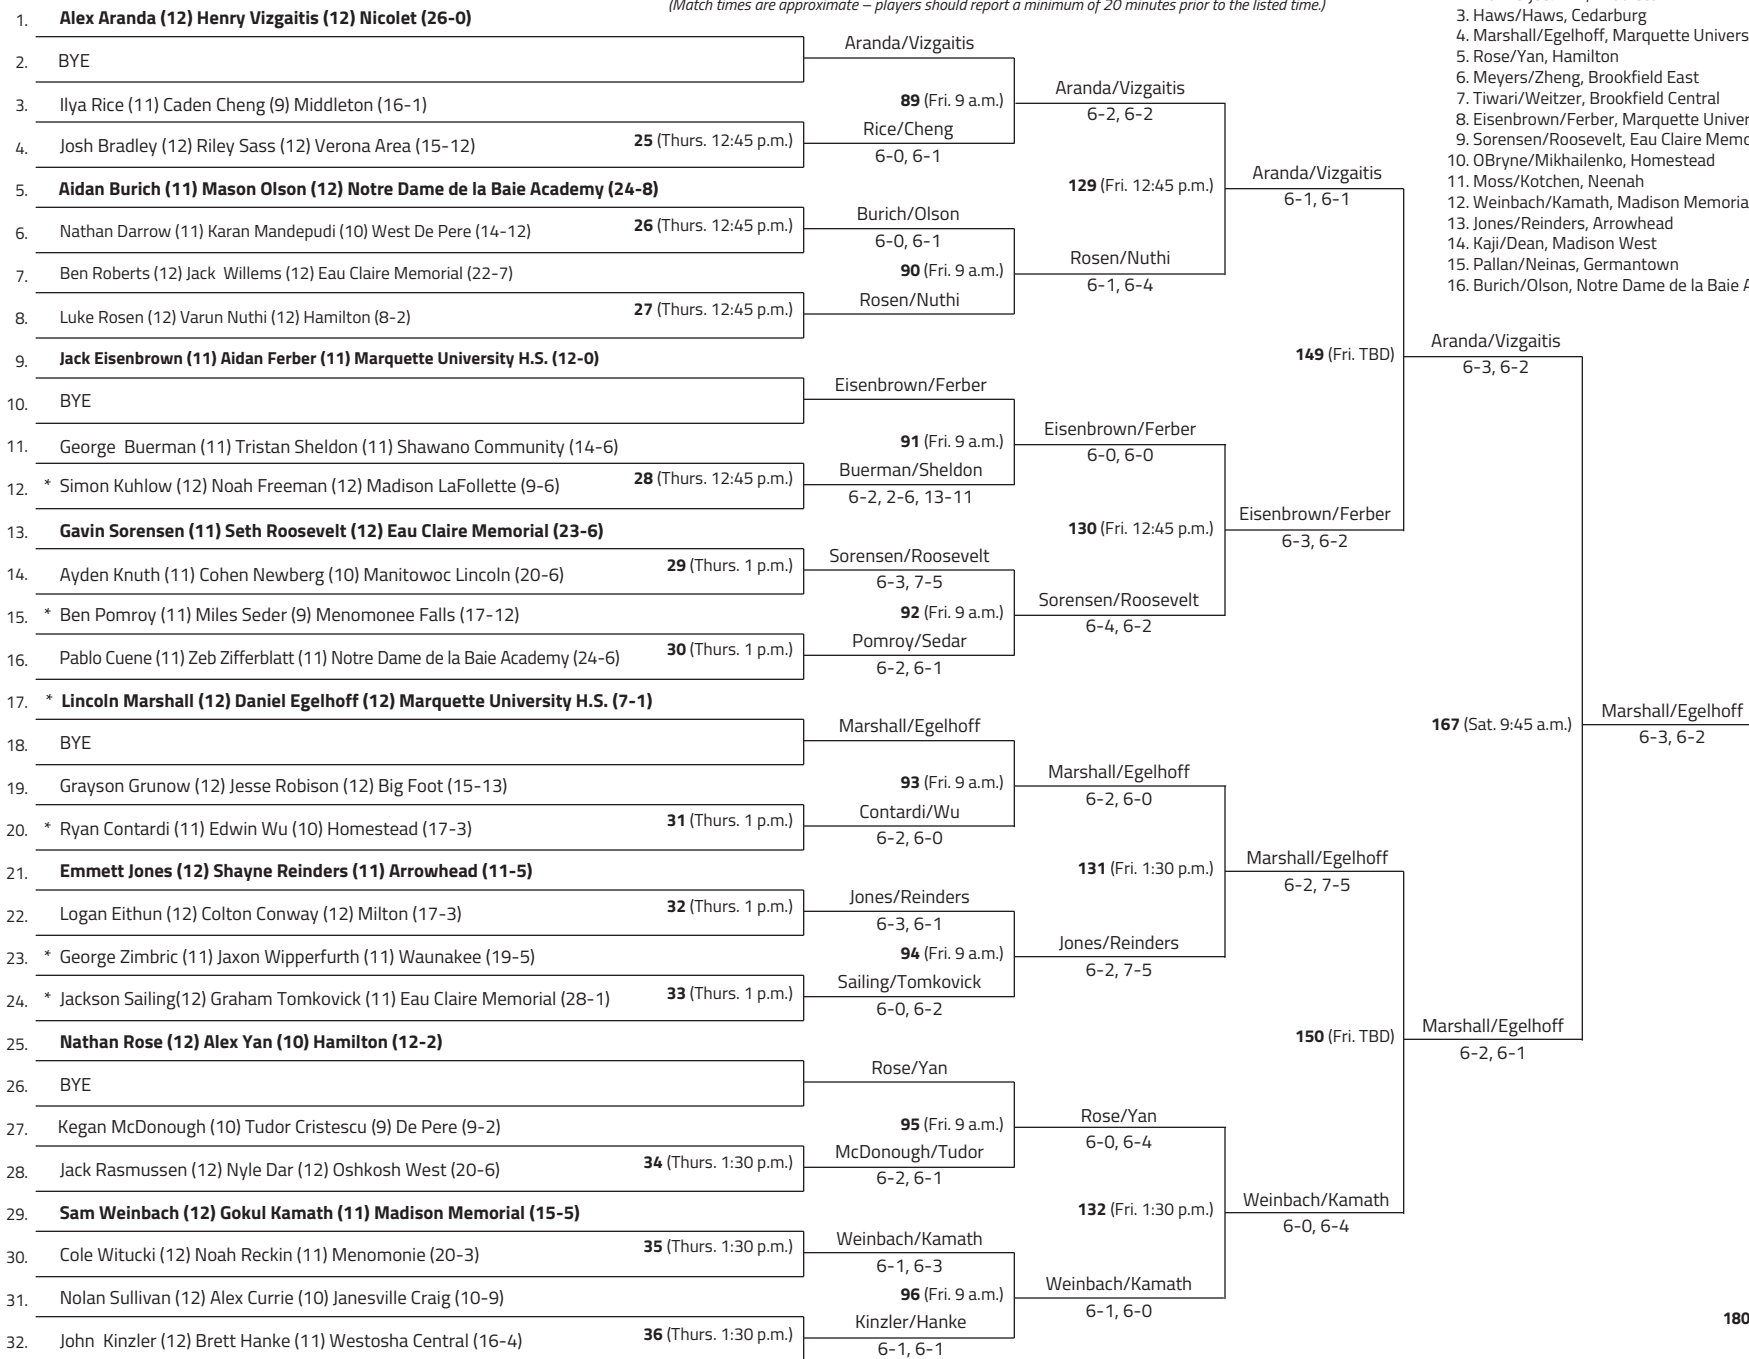 (Match times are approximate – players should report a minimum of 20 minutes prior to the listed time.)
1. Alex Aranda (12) Henry Vizgaitis (12) Nicolet (26-0)
2. BYE
3. Ilya Rice (11) Caden Cheng (9) Middleton (16-1)
4. Josh Bradley (12) Riley Sass (12) Verona Area (15-12)
5. Aidan Burich (11) Mason Olson (12) Notre Dame de la Baie Academy (24-8)
6. Nathan Darrow (11) Karan Mandepudi (10) West De Pere (14-12)
7. Ben Roberts (12) Jack Willems (12) Eau Claire Memorial (22-7)
8. Luke Rosen (12) Varun Nuthi (12) Hamilton (8-2)
9. Jack Eisenbrown (11) Aidan Ferber (11) Marquette University H.S. (12-0)
10. BYE
11. George Buerman (11) Tristan Sheldon (11) Shawano Community (14-6)
12. * Simon Kuhlow (12) Noah Freeman (12) Madison LaFollette (9-6)
13. Gavin Sorensen (11) Seth Roosevelt (12) Eau Claire Memorial (23-6)
14. Ayden Knuth (11) Cohen Newberg (10) Manitowoc Lincoln (20-6)
15. * Ben Pomroy (11) Miles Seder (9) Menomonee Falls (17-12)
16. Pablo Cuene (11) Zeb Zifferblatt (11) Notre Dame de la Baie Academy (24-6)
17. * Lincoln Marshall (12) Daniel Egelhoff (12) Marquette University H.S. (7-1)
18. BYE
19. Grayson Grunow (12) Jesse Robison (12) Big Foot (15-13)
20. * Ryan Contardi (11) Edwin Wu (10) Homestead (17-3)
21. Emmett Jones (12) Shayne Reinders (11) Arrowhead (11-5)
22. Logan Eithun (12) Colton Conway (12) Milton (17-3)
23. * George Zimbric (11) Jaxon Wipperfurth (11) Waunakee (19-5)
24. * Jackson Sailing(12) Graham Tomkovick (11) Eau Claire Memorial (28-1)
25. Nathan Rose (12) Alex Yan (10) Hamilton (12-2)
26. BYE
27. Kegan McDonough (10) Tudor Cristescu (9) De Pere (9-2)
28. Jack Rasmussen (12) Nyle Dar (12) Oshkosh West (20-6)
29. Sam Weinbach (12) Gokul Kamath (11) Madison Memorial (15-5)
30. Cole Witucki (12) Noah Reckin (11) Menomonie (20-3)
31. Nolan Sullivan (12) Alex Currie (10) Janesville Craig (10-9)
32. John Kinzler (12) Brett Hanke (11) Westosha Central (16-4)
25 (Thurs. 12:45 p.m.)
26 (Thurs. 12:45 p.m.)
27 (Thurs. 12:45 p.m.)
28 (Thurs. 12:45 p.m.)
29 (Thurs. 1 p.m.)
30 (Thurs. 1 p.m.)
31 (Thurs. 1 p.m.)
32 (Thurs. 1 p.m.)
33 (Thurs. 1 p.m.)
34 (Thurs. 1:30 p.m.)
35 (Thurs. 1:30 p.m.)
36 (Thurs. 1:30 p.m.)
Aranda/Vizgaitis
89 (Fri. 9 a.m.)
Rice/Cheng
6-0, 6-1
Burich/Olson
6-0, 6-1
90 (Fri. 9 a.m.)
Rosen/Nuthi
Eisenbrown/Ferber
91 (Fri. 9 a.m.)
Buerman/Sheldon
6-2, 2-6, 13-11
Sorensen/Roosevelt
6-3, 7-5
92 (Fri. 9 a.m.)
Pomroy/Sedar
6-2, 6-1
Marshall/Egelhoff
93 (Fri. 9 a.m.)
Contardi/Wu
6-2, 6-0
Jones/Reinders
6-3, 6-1
94 (Fri. 9 a.m.)
Sailing/Tomkovick
6-0, 6-2
Rose/Yan
95 (Fri. 9 a.m.)
McDonough/Tudor
6-2, 6-1
Weinbach/Kamath
6-1, 6-3
96 (Fri. 9 a.m.)
Kinzler/Hanke
6-1, 6-1
Aranda/Vizgaitis
6-2, 6-2
129 (Fri. 12:45 p.m.)
Rosen/Nuthi
6-1, 6-4
Eisenbrown/Ferber
6-0, 6-0
130 (Fri. 12:45 p.m.)
Sorensen/Roosevelt
6-4, 6-2
Marshall/Egelhoff
6-2, 6-0
131 (Fri. 1:30 p.m.)
Jones/Reinders
6-2, 7-5
Rose/Yan
6-0, 6-4
132 (Fri. 1:30 p.m.)
Weinbach/Kamath
6-1, 6-0
Aranda/Vizgaitis
6-1, 6-1
149 (Fri. TBD)
Eisenbrown/Ferber
6-3, 6-2
Marshall/Egelhoff
6-2, 7-5
150 (Fri. TBD)
Weinbach/Kamath
6-0, 6-4
Aranda/Vizgaitis
6-3, 6-2
167 (Sat. 9:45 a.m.)
Marshall/Egelhoff
6-2, 6-1
Marshall/Egelhoff
6-3, 6-2
180
3. Haws/Haws, Cedarburg
4. Marshall/Egelhoff, Marquette Univers
5. Rose/Yan, Hamilton
6. Meyers/Zheng, Brookfield East
7. Tiwari/Weitzer, Brookfield Central
8. Eisenbrown/Ferber, Marquette Univer
9. Sorensen/Roosevelt, Eau Claire Memo
10. OBryne/Mikhailenko, Homestead
11. Moss/Kotchen, Neenah
12. Weinbach/Kamath, Madison Memoria
13. Jones/Reinders, Arrowhead
14. Kaji/Dean, Madison West
15. Pallan/Neinas, Germantown
16. Burich/Olson, Notre Dame de la Baie A